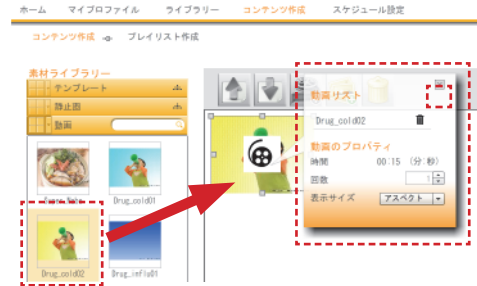 ホーム マイプロファイル ライブラリー コンテンツ作成 スケジュール設定
コンテンツ作成 プレイリスト作成
素材ライブラリー
テンプレート
静止画
動画
Drug_cold01
Drug_cold02
Drug_influ01
動画リスト
Drug_cold02
動画のプロパティ
時間 00:15 (分:秒)
回数 1
表示サイズ アスペクト